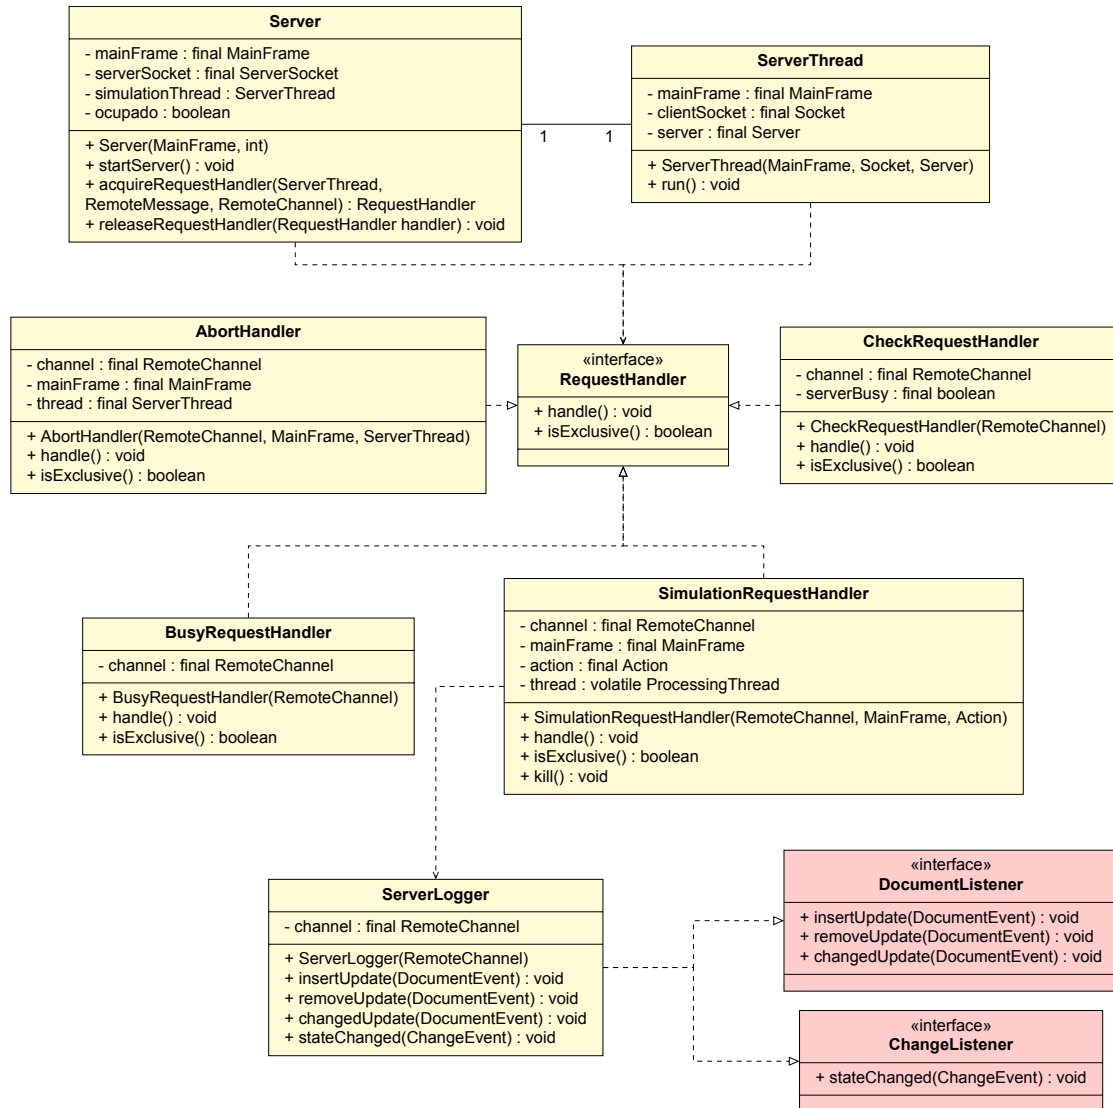 Server
- mainFrame : final MainFrame
- serverSocket : final ServerSocket
- simulationThread : ServerThread
- ocupado : boolean
+ Server(MainFrame, int)
+ startServer() : void
+ acquireRequestHandler(ServerThread,
RemoteMessage, RemoteChannel) : RequestHandler
+ releaseRequestHandler(RequestHandler handler) : void
1
1
ServerThread
- mainFrame : final MainFrame
- clientSocket : final Socket
- server : final Server
+ ServerThread(MainFrame, Socket, Server)
+ run() : void
AbortHandler
- channel : final RemoteChannel
- mainFrame : final MainFrame
- thread : final ServerThread
+ AbortHandler(RemoteChannel, MainFrame, ServerThread)
+ handle() : void
+ isExclusive() : boolean
«interface»
RequestHandler
+ handle() : void
+ isExclusive() : boolean
CheckRequestHandler
- channel : final RemoteChannel
- serverBusy : final boolean
+ CheckRequestHandler(RemoteChannel)
+ handle() : void
+ isExclusive() : boolean
BusyRequestHandler
- channel : final RemoteChannel
+ BusyRequestHandler(RemoteChannel)
+ handle() : void
+ isExclusive() : boolean
SimulationRequestHandler
- channel : final RemoteChannel
- mainFrame : final MainFrame
- action : final Action
- thread : volatile ProcessingThread
+ SimulationRequestHandler(RemoteChannel, MainFrame, Action)
+ handle() : void
+ isExclusive() : boolean
+ kill() : void
ServerLogger
- channel : final RemoteChannel
+ ServerLogger(RemoteChannel)
+ insertUpdate(DocumentEvent) : void
+ removeUpdate(DocumentEvent) : void
+ changedUpdate(DocumentEvent) : void
+ stateChanged(ChangeEvent) : void
«interface»
DocumentListener
+ insertUpdate(DocumentEvent) : void
+ removeUpdate(DocumentEvent) : void
+ changedUpdate(DocumentEvent) : void
«interface»
ChangeListener
+ stateChanged(ChangeEvent) : void